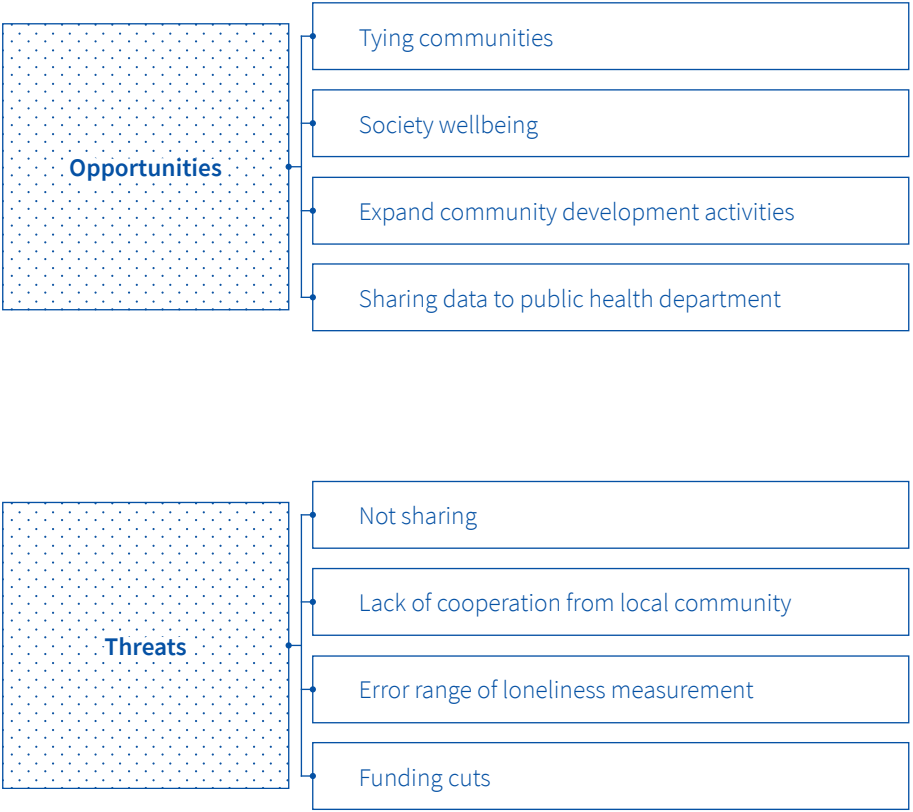 Opportunities
Tying communities
Society wellbeing
Expand community development activities
Sharing data to public health department
Threats
Not sharing
Lack of cooperation from local community
Error range of loneliness measurement
Funding cuts